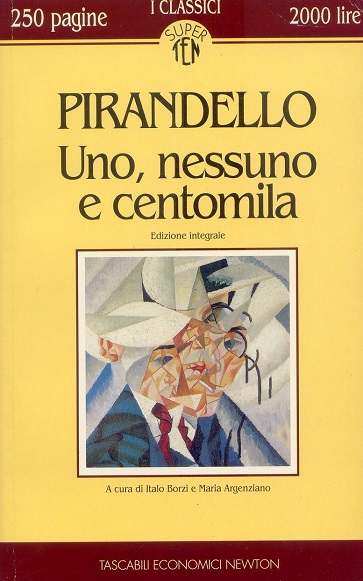 250 pagine
I CLASSICI
2000 lire
SUPER
TEN
PIRANDELLO
Uno, nessuno
e centomila
Edizione integrale
A cura di Italo Borzi e Maria Argenziano
TASCABILI ECONOMICI NEWTON